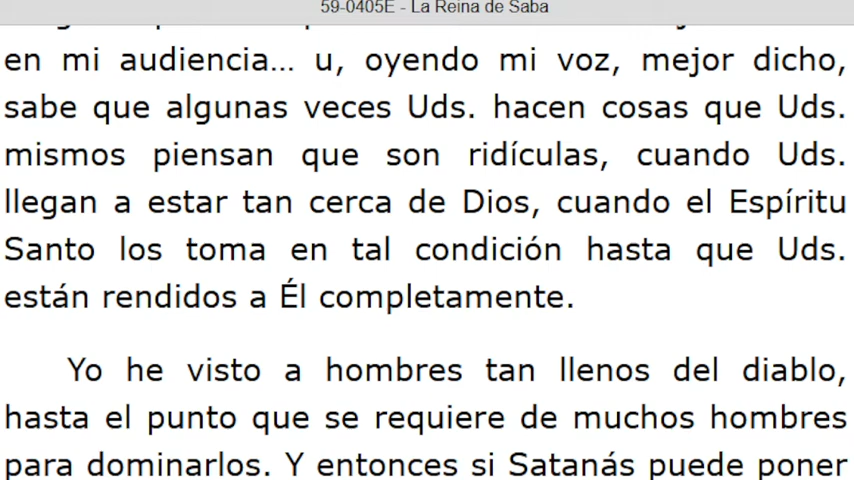 59-0405E - La Reina de Saba
en mi audiencia... u, oyendo mi voz, mejor dicho,
sabe que algunas veces Uds. hacen cosas que Uds.
mismos piensan que son ridículas, cuando Uds.
llegan a estar tan cerca de Dios, cuando el Espíritu
Santo los toma en tal condición hasta que Uds.
están rendidos a Él completamente.
Yo he visto a hombres tan llenos del diablo,
hasta el punto que se requiere de muchos hombres
para dominarlos. Y entonces si Satanás puede poner